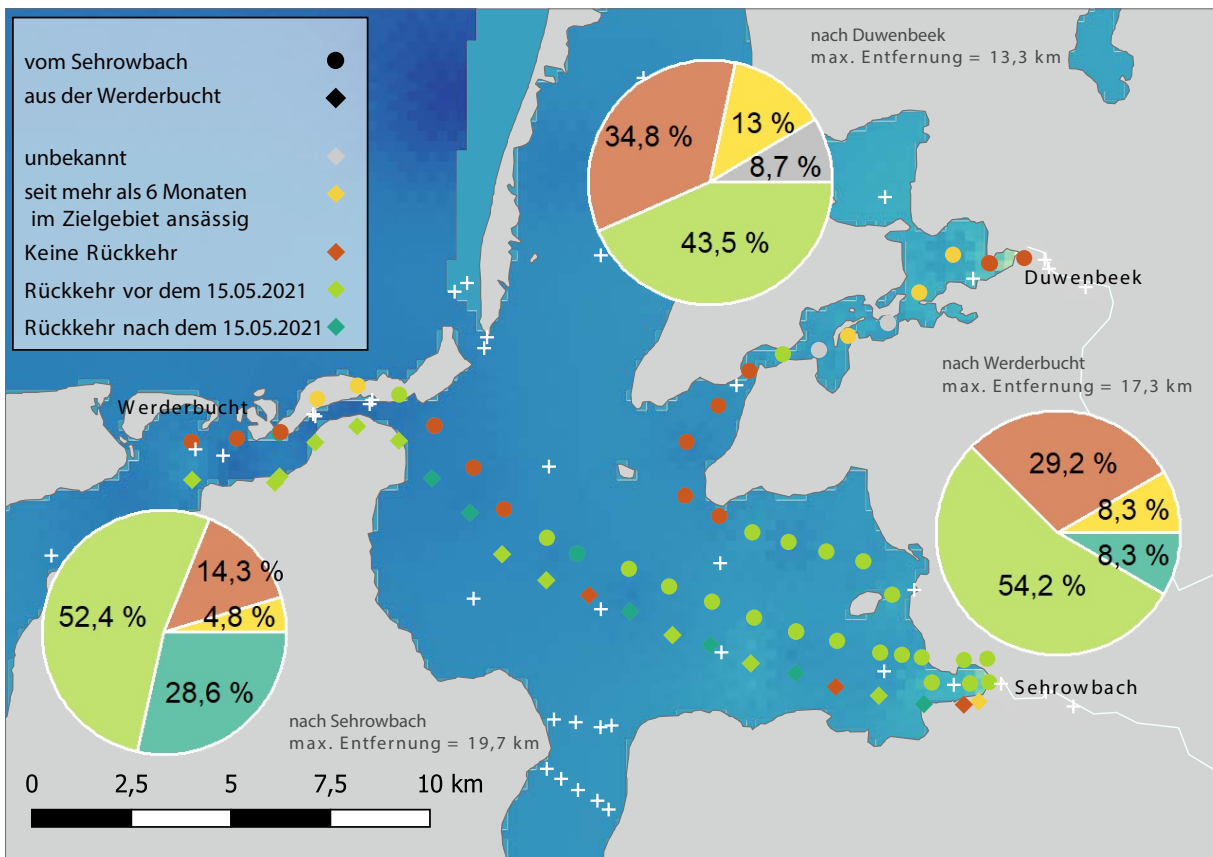 vom Sehrowbach
aus der Werderbucht
unbekannt
seit mehr als 6 Monaten
im Zielgebiet ansässig
Keine Rückkehr
Rückkehr vor dem 15.05.2021
Rückkehr nach dem 15.05.2021
nach Duwenbeek
max. Entfernung = 13,3 km
34,8 %
13 %
8,7 %
43,5 %
Duwenbeek
nach Werderbucht
max. Entfernung = 17,3 km
29,2 %
8,3 %
8,3 %
54,2 %
Werderbucht
Sehrowbach
14,3 %
52,4 %
4,8 %
28,6 %
nach Sehrowbach
max. Entfernung = 19,7 km
0 2,5 5 7,5 10 km